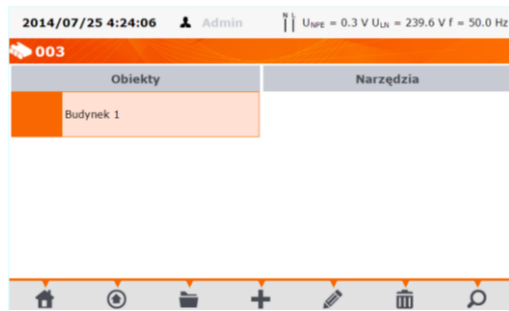 2014/07/25 4:24:06 Admin N L UNPE = 0.3 V ULN = 239.6 V f = 50.0 Hz
003
Obiekty Narzędzia
Budynek 1